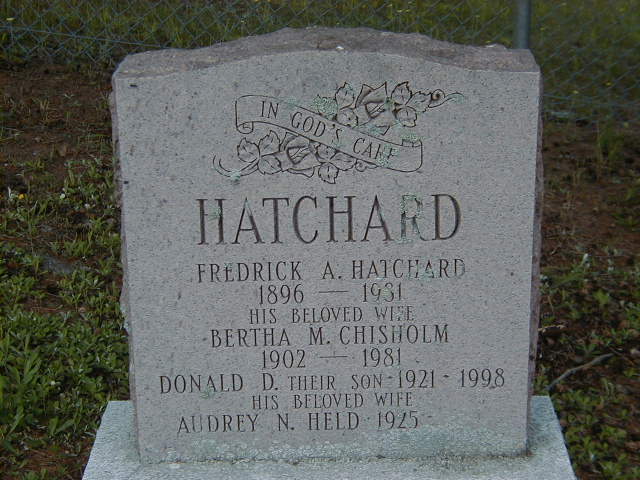 IN GOD'S CARE
HATCHARD
FREDRICK A. HATCHARD
1896 — 1981
HIS BELOVED WIFE
BERTHA M. CHISHOLM
1902 — 1981
DONALD D. THEIR SON - 1921 - 1998
HIS BELOVED WIFE
AUDREY N. HELD - 1925